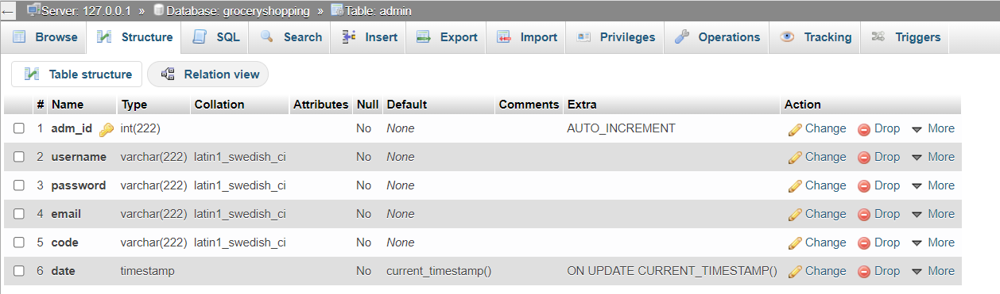 ← Server: 127.0.0.1 » Database: groceryshopping » Table: admin
Browse Structure SQL Search Insert Export Import Privileges Operations Tracking Triggers
Table structure Relation view
# Name Type Collation Attributes Null Default Comments Extra Action
1 adm_id int(222) No None AUTO_INCREMENT Change Drop More
2 username varchar(222) latin1_swedish_ci No None Change Drop More
3 password varchar(222) latin1_swedish_ci No None Change Drop More
4 email varchar(222) latin1_swedish_ci No None Change Drop More
5 code varchar(222) latin1_swedish_ci No None Change Drop More
6 date timestamp No current_timestamp() ON UPDATE CURRENT_TIMESTAMP() Change Drop More